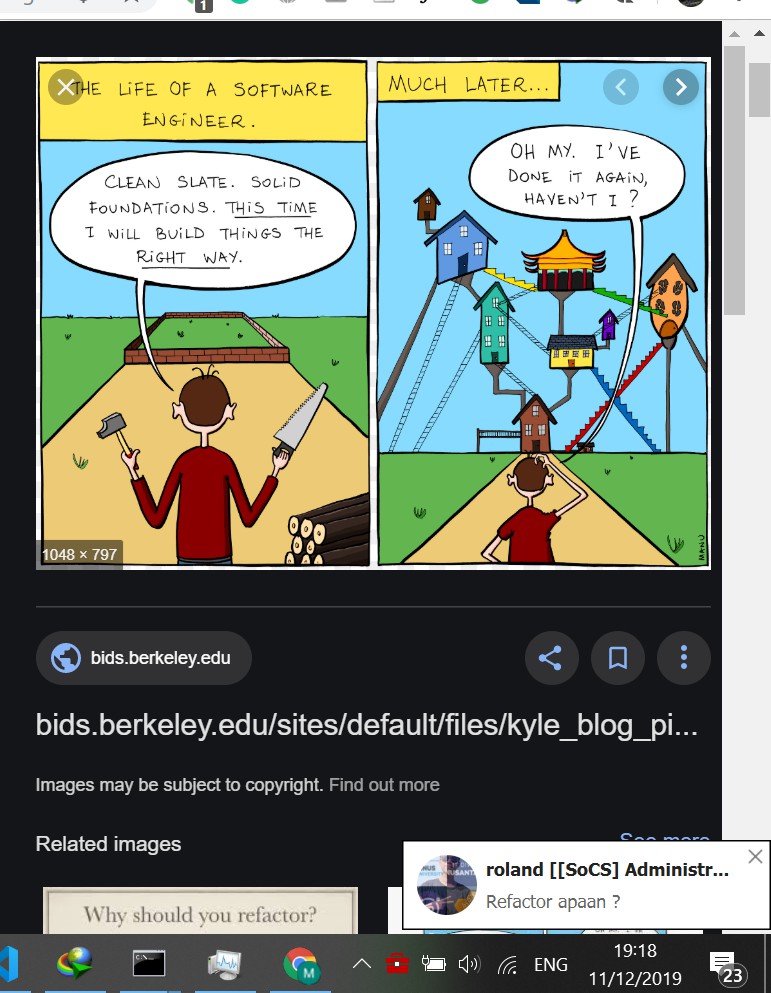 1
THE LIFE OF A SOFTWARE
ENGINEER.
CLEAN SLATE. SOLID
FOUNDATIONS. THIS TIME
I WILL BUILD THINGS THE
RIGHT WAY.
MUCH LATER...
OH MY. I'VE
DONE IT AGAIN,
HAVEN'T I ?
MANU
1048 × 797
bids.berkeley.edu
bids.berkeley.edu/sites/default/files/kyle_blog_pi...
Images may be subject to copyright. Find out more
Related images
See more
roland [[SoCS] Administr...
Refactor apaan ?
Why should you refactor?
M
ENG
19:18
11/12/2019
23